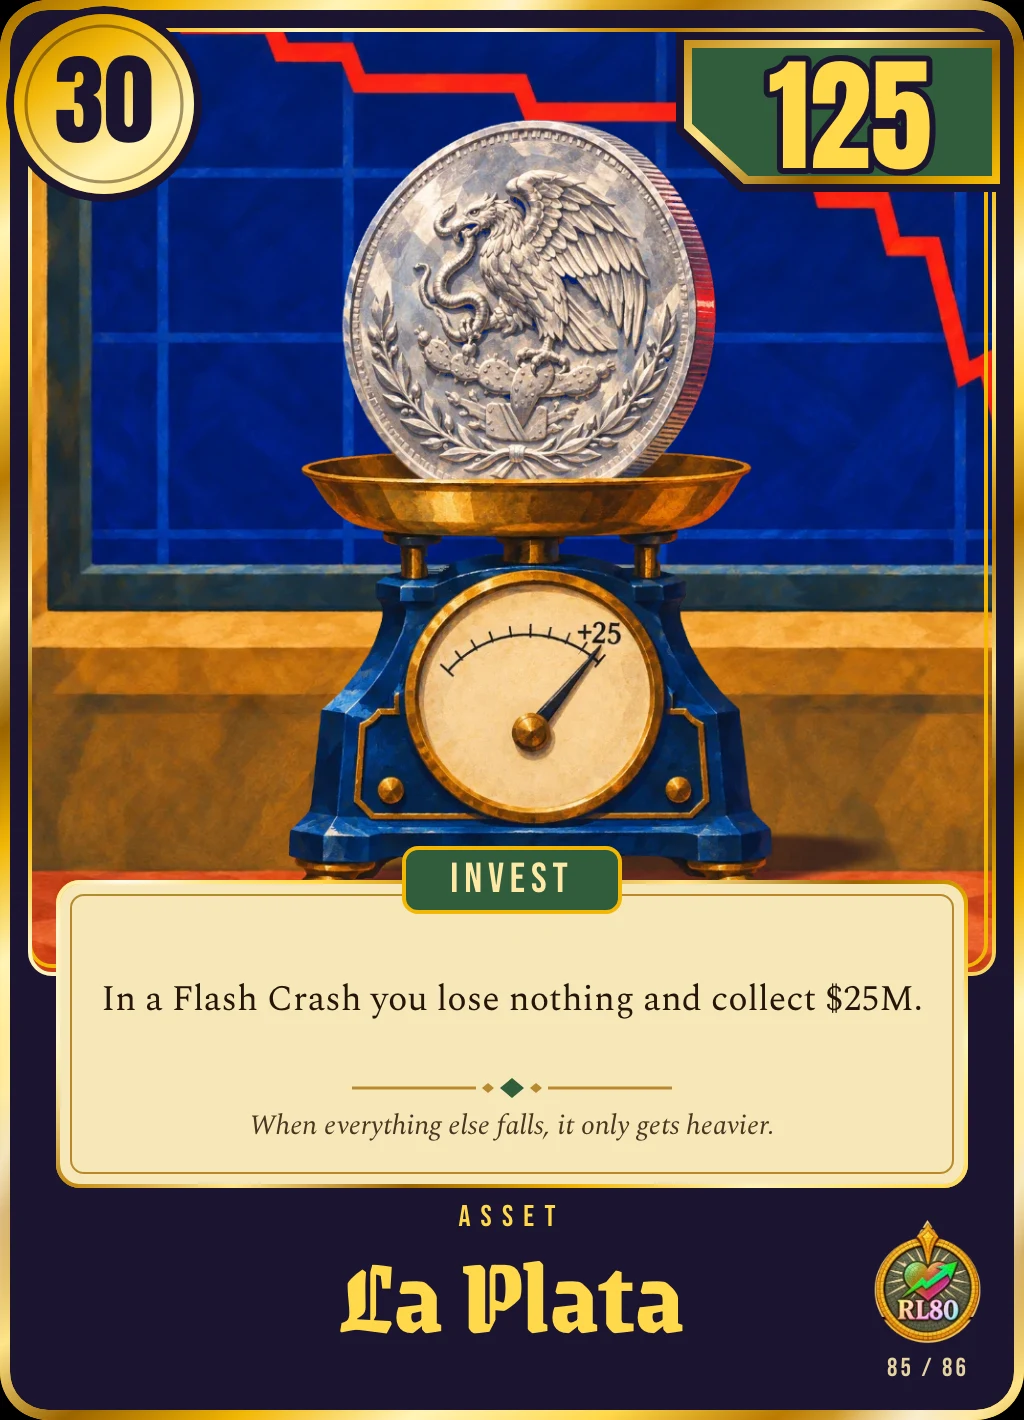 30
125
+25
INVEST
In a Flash Crash you lose nothing and collect $25M.
When everything else falls, it only gets heavier.
ASSET
La Plata
RL80
85 / 86